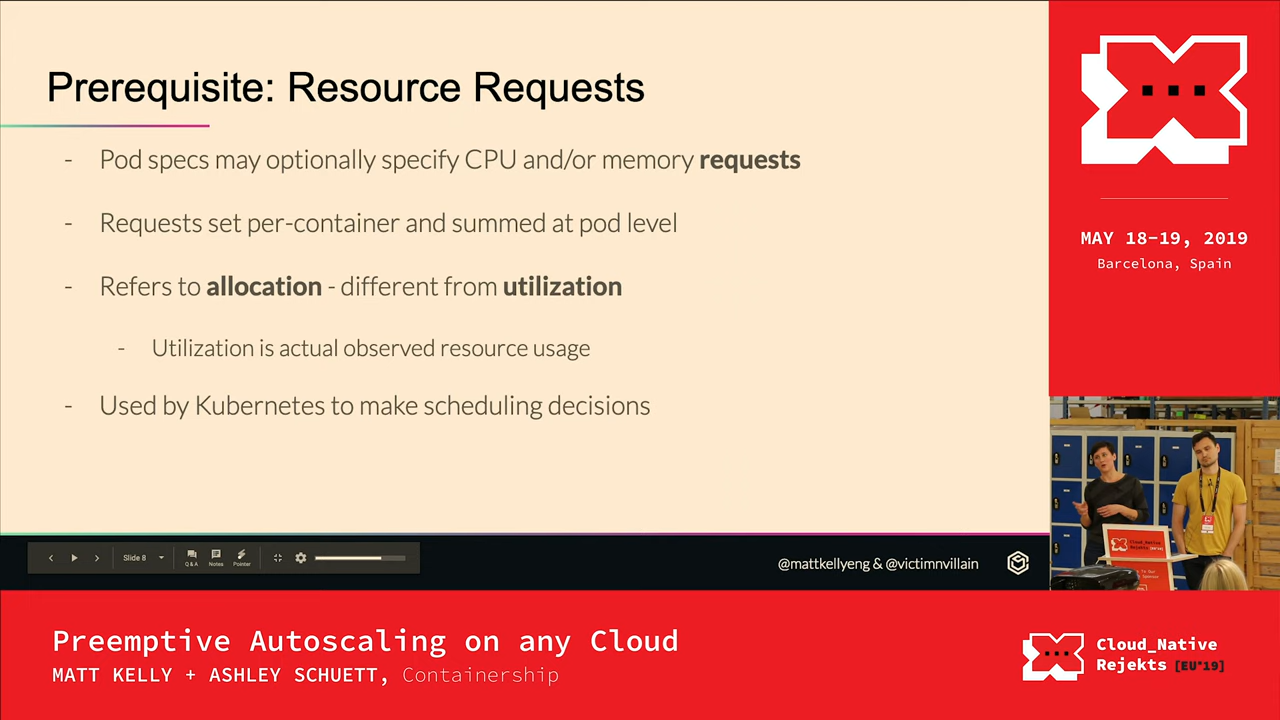 Prerequisite: Resource Requests
- Pod specs may optionally specify CPU and/or memory requests
- Requests set per-container and summed at pod level
- Refers to allocation - different from utilization
- Utilization is actual observed resource usage
- Used by Kubernetes to make scheduling decisions
Slide 8
Q & A
Notes
Pointer
@mattkellyeng & @victimnvillain
MAY 18-19, 2019
Barcelona, Spain
Cloud_Native
Rejekts
Preemptive Autoscaling on any Cloud
MATT KELLY + ASHLEY SCHUETT, Containership
Cloud_Native
Rejekts [EU*19]